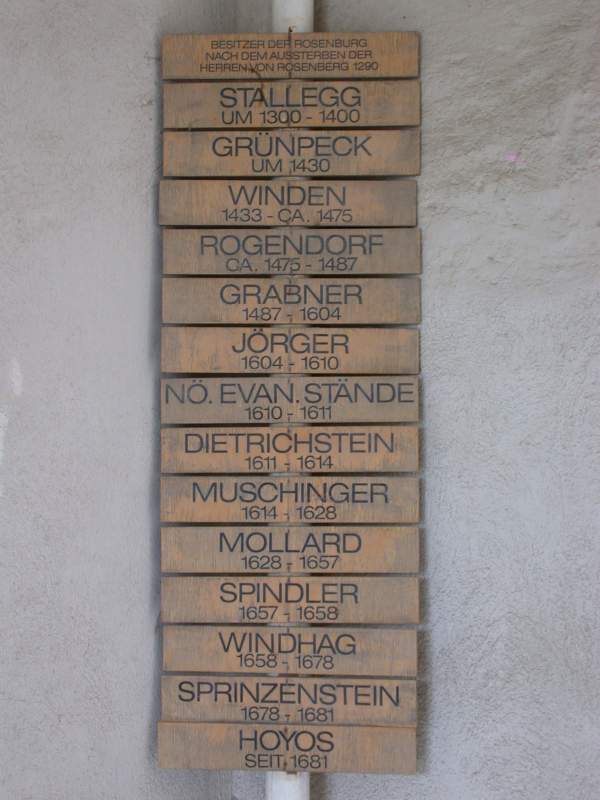 BESITZER DER ROSENBURG
NACH DEM AUSSTERBEN DER
HERREN VON ROSENBERG 1290
STALLEGG
UM 1300 - 1400
GRÜNPECK
UM 1430
WINDEN
1433 - CA. 1475
ROGENDORF
CA. 1475 - 1487
GRABNER
1487 - 1604
JÖRGER
1604 - 1610
NÖ. EVAN. STÄNDE
1610 - 1611
DIETRICHSTEIN
1611 - 1614
MUSCHINGER
1614 - 1628
MOLLARD
1628 - 1657
SPINDLER
1657 - 1658
WINDHAG
1658 - 1678
SPRINZENSTEIN
1678 - 1681
HOYOS
SEIT 1681